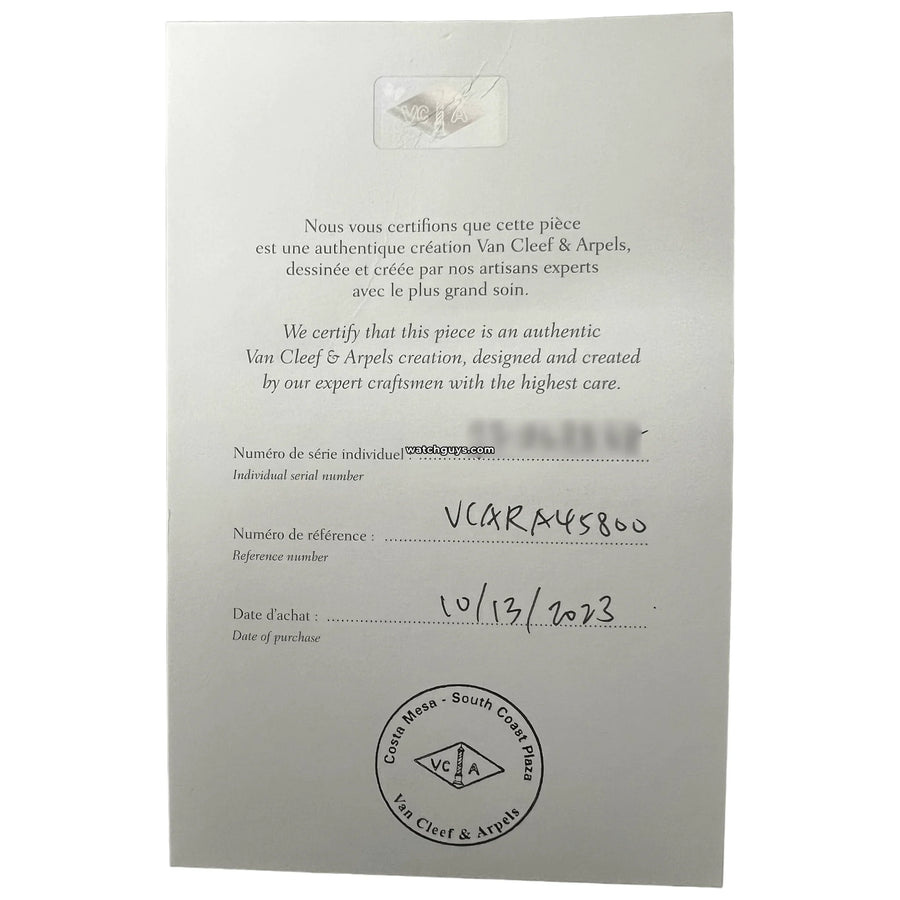 VC A
Nous vous certifions que cette pièce
est une authentique création Van Cleef & Arpels,
dessinée et créée par nos artisans experts
avec le plus grand soin.
We certify that this piece is an authentic
Van Cleef & Arpels creation, designed and created
by our expert craftsmen with the highest care.
Numéro de série individuel :
watchguys.com
Individual serial number
Numéro de référence : VCARA45800
Reference number
Date d'achat : 10/13/2023
Date of purchase
Costa Mesa - South Coast Plaza
VC A
Van Cleef & Arpels